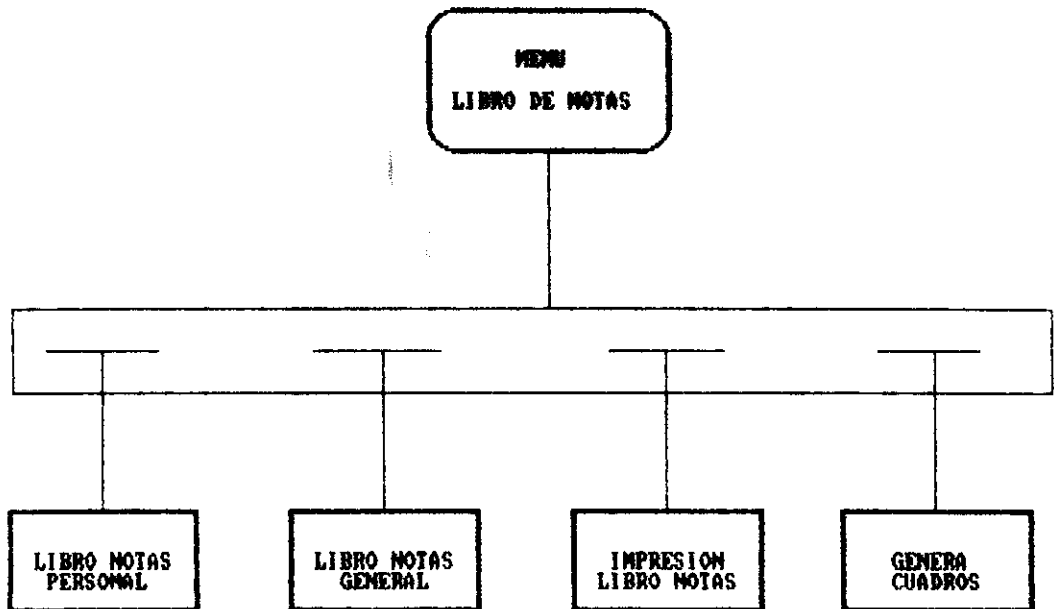 MENU
LIBRO DE NOTAS
LIBRO NOTAS
PERSONAL
LIBRO NOTAS
GENERAL
IMPRESION
LIBRO NOTAS
GENERA
CUADROS